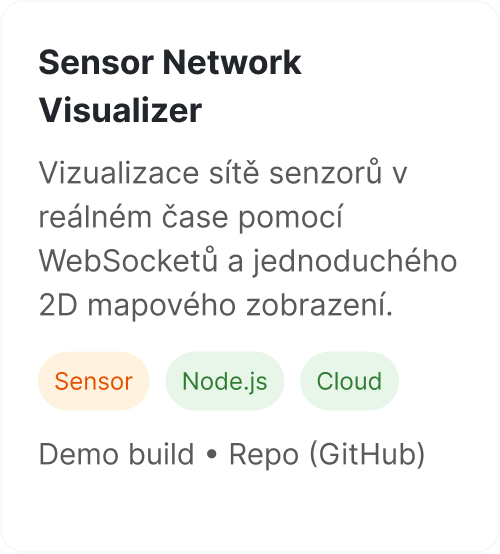 Sensor Network
Visualizer
Vizualizace sítě senzorů v
reálném čase pomocí
WebSocketů a jednoduchého
2D mapového zobrazení.
Sensor Node.js Cloud
Demo build • Repo (GitHub)